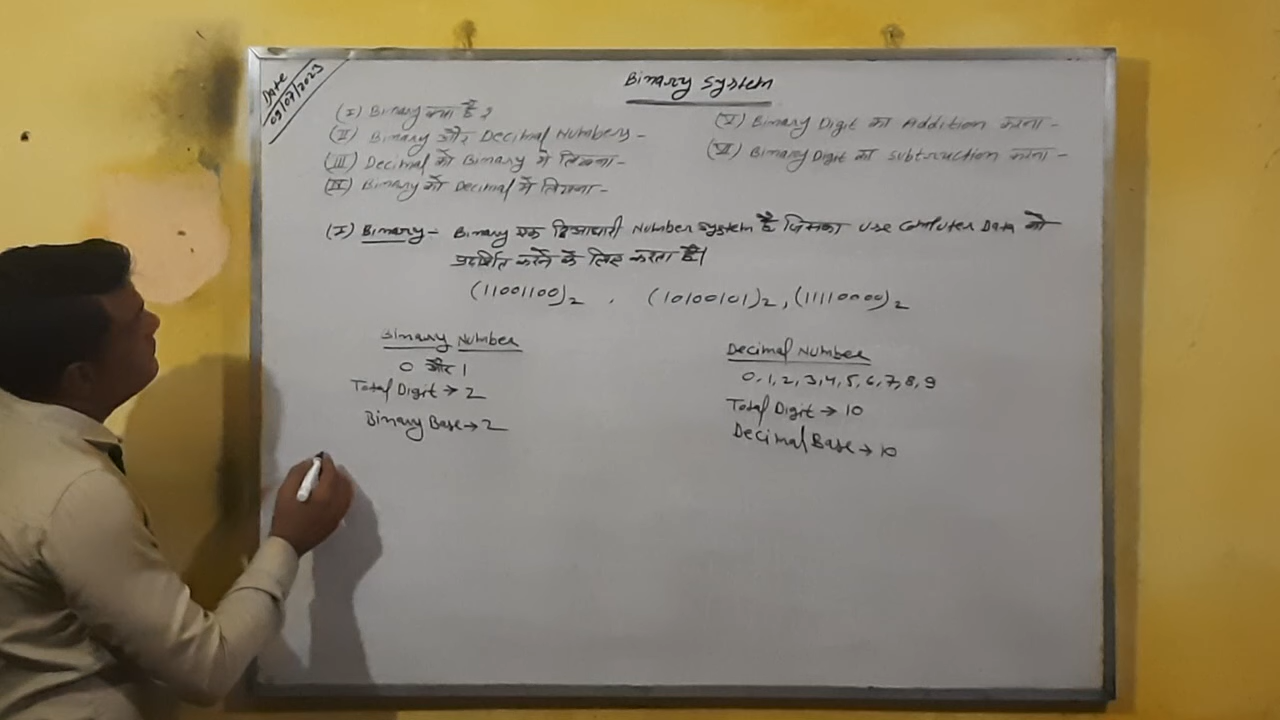 Date
09/07/2023
Binary System
(I) Binary क्या है ?
(II) Binary और Decimal Numbers -
(III) Decimal को Binary में लिखना -
(IV) Binary को Decimal में लिखना -
(V) Binary Digit का Addition करना -
(VI) Binary Digit का Subtruction करना -
(I) Binary - Binary एक द्विआधारी Number System है जिसका Use Computer Data को
प्रदर्शित करने के लिए करता है।
(11001100)₂ , (10100101)₂ , (11110000)₂
Binary Number
0 और 1
Total Digit → 2
Binary Base → 2
Decimal Number
0, 1, 2, 3, 4, 5, 6, 7, 8, 9
Total Digit → 10
Decimal Base → 10